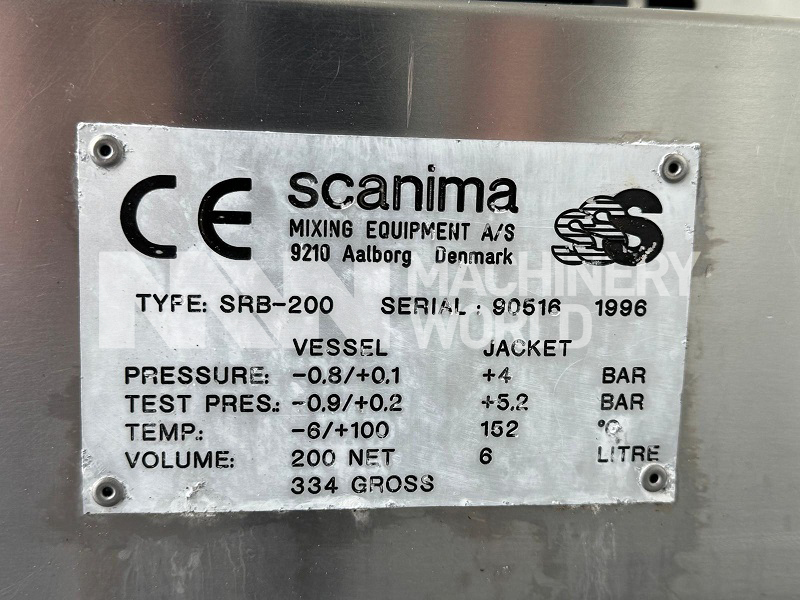 CE scanima SSS
MIXING EQUIPMENT A/S
9210 Aalborg Denmark
MACHINERY
WORLD
TYPE: SRB-200 SERIAL: 90516 1996
VESSEL JACKET
PRESSURE: -0.8/+0.1 +4 BAR
TEST PRES.: -0.9/+0.2 +5.2 BAR
TEMP.: -6/+100 152 °C
VOLUME: 200 NET 6 LITRE
334 GROSS